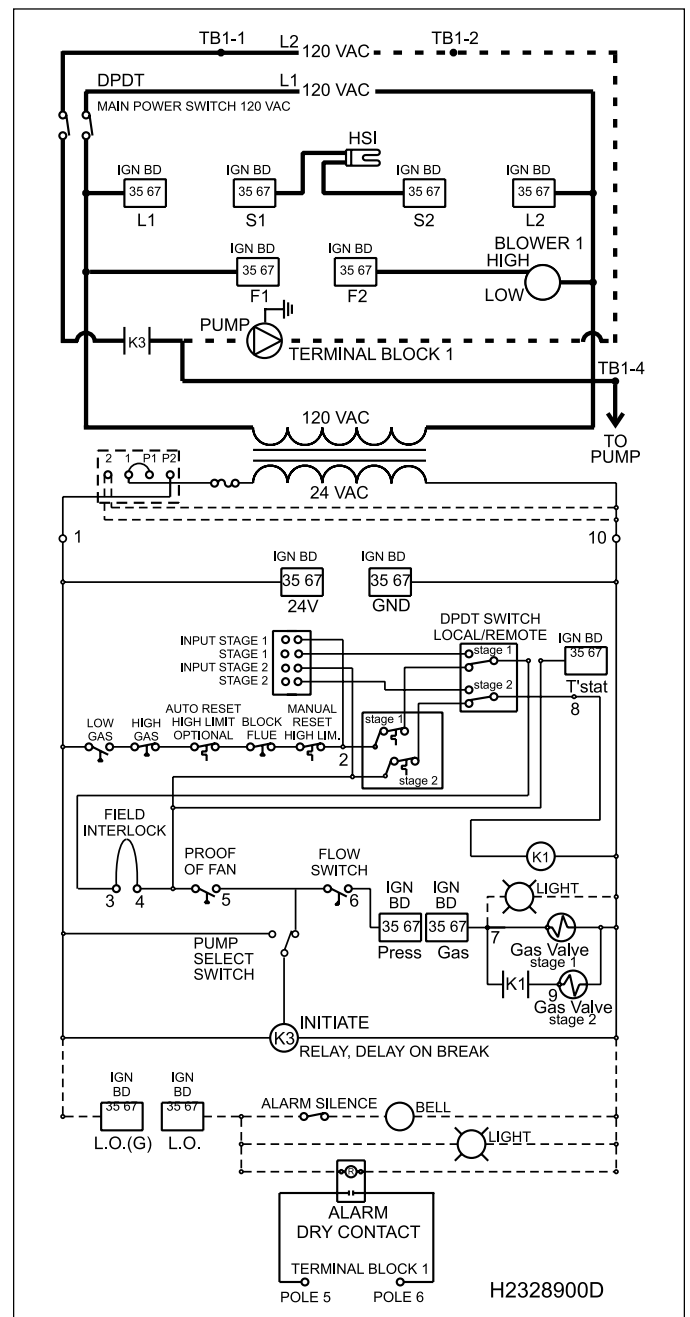 TB1-1 L2 120 VAC TB1-2
DPDT L1 120 VAC
MAIN POWER SWITCH 120 VAC
HSI
IGN BD IGN BD IGN BD IGN BD
35 67 35 67 35 67 35 67
L1 S1 S2 L2
IGN BD IGN BD BLOWER 1
35 67 35 67 HIGH
F1 F2 LOW
PUMP
K3 TERMINAL BLOCK 1
TB1-4
120 VAC
TO
PUMP
2 1 P1 P2
24 VAC
1 10
IGN BD IGN BD
35 67 35 67
24V GND
DPDT SWITCH
LOCAL/REMOTE
INPUT STAGE 1
STAGE 1
INPUT STAGE 2
STAGE 2
stage 1
stage 2
IGN BD
35 67
T'stat
8
LOW
GAS
HIGH
GAS
AUTO RESET
HIGH LIMIT
OPTIONAL
BLOCK
FLUE
MANUAL
RESET
HIGH LIM.
2
stage 1
stage 2
FIELD
INTERLOCK
3 4
K1
PROOF
OF FAN
5
FLOW
SWITCH
6
IGN
BD
35 67
Press
IGN
BD
35 67
Gas
LIGHT
7
Gas Valve
stage 1
K1
9
Gas Valve
stage 2
PUMP
SELECT
SWITCH
K3 INITIATE
RELAY, DELAY ON BREAK
IGN
BD
35 67
L.O.(G)
IGN
BD
35 67
L.O.
ALARM SILENCE BELL
LIGHT
R
ALARM
DRY CONTACT
TERMINAL BLOCK 1
POLE 5 POLE 6
H2328900D